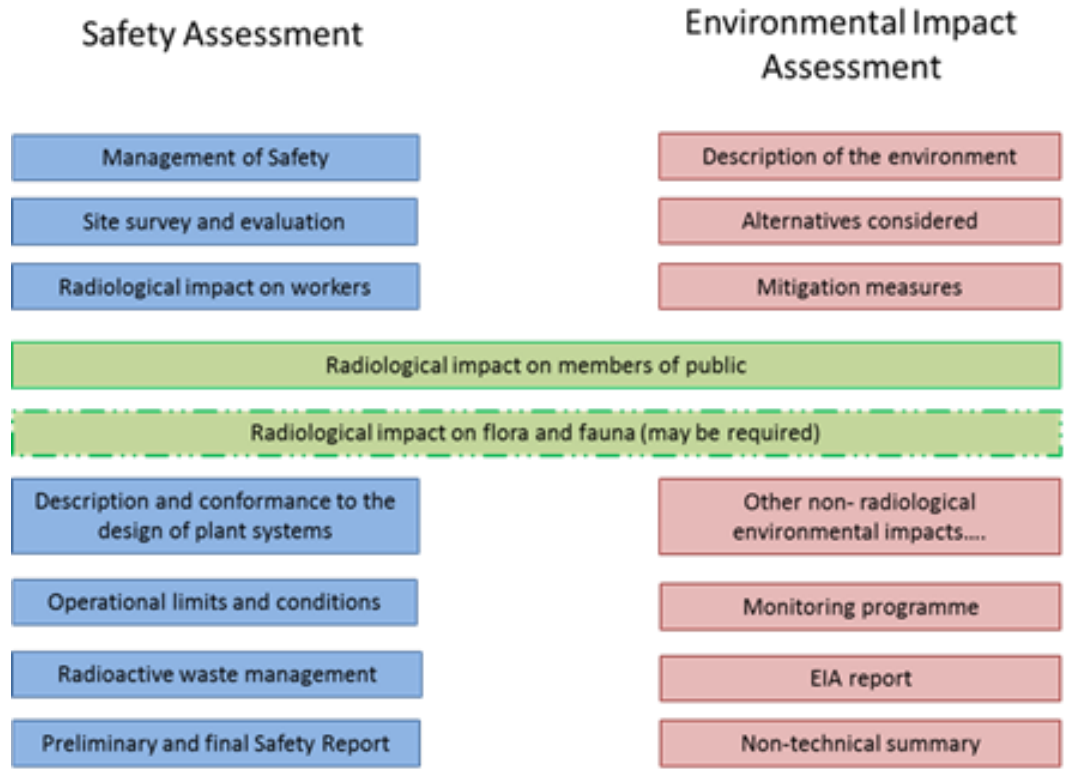 Safety Assessment
Environmental Impact
Assessment
Management of Safety
Description of the environment
Site survey and evaluation
Alternatives considered
Radiological impact on workers
Mitigation measures
Radiological impact on members of public
Radiological impact on flora and fauna (may be required)
Description and conformance to the
design of plant systems
Other non- radiological
environmental impacts....
Operational limits and conditions
Monitoring programme
Radioactive waste management
EIA report
Preliminary and final Safety Report
Non-technical summary